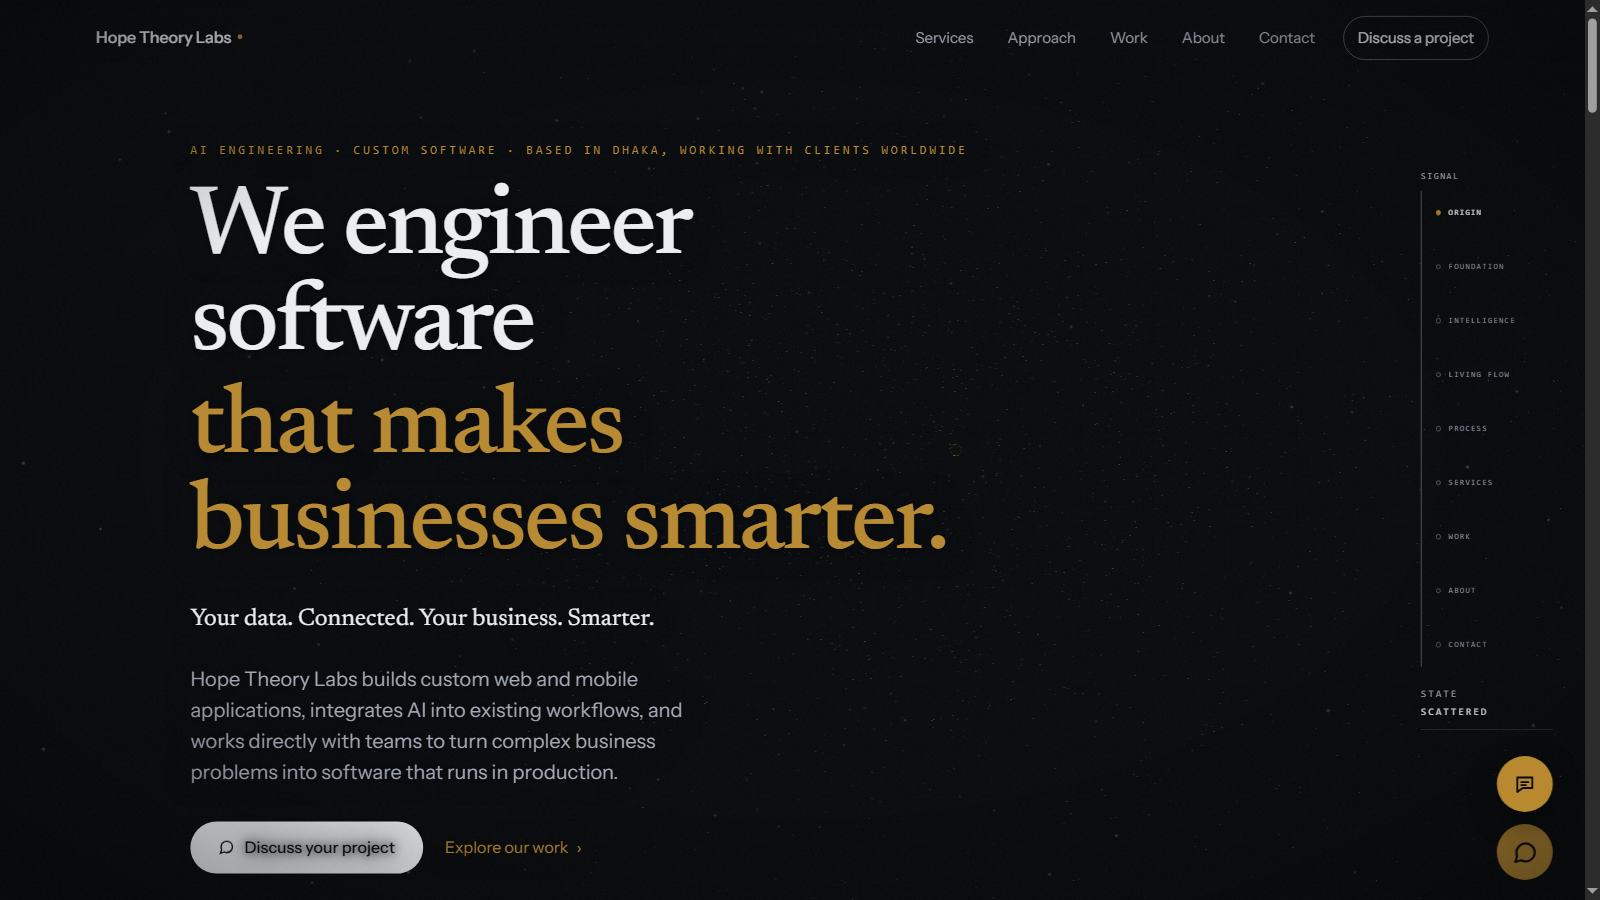 Hope Theory Labs
Services
Approach
Work
About
Contact
Discuss a project
AI ENGINEERING · CUSTOM SOFTWARE · BASED IN DHAKA, WORKING WITH CLIENTS WORLDWIDE
We engineer
software
that makes
businesses smarter.
Your data. Connected. Your business. Smarter.
Hope Theory Labs builds custom web and mobile
applications, integrates AI into existing workflows, and
works directly with teams to turn complex business
problems into software that runs in production.
Discuss your project
Explore our work ›
SIGNAL
ORIGIN
FOUNDATION
INTELLIGENCE
LIVING FLOW
PROCESS
SERVICES
WORK
ABOUT
CONTACT
STATE
SCATTERED